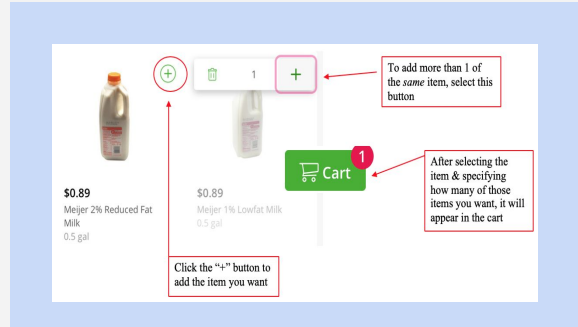 1
+
To add more than 1 of
the same item, select this
button
1
Cart
After selecting the
item & specifying
how many of those
items you want, it will
appear in the cart
$0.89
Meijer 2% Reduced Fat
Milk
0.5 gal
$0.89
Meijer 1% Lowfat Milk
0.5 gal
Click the “+” button to
add the item you want